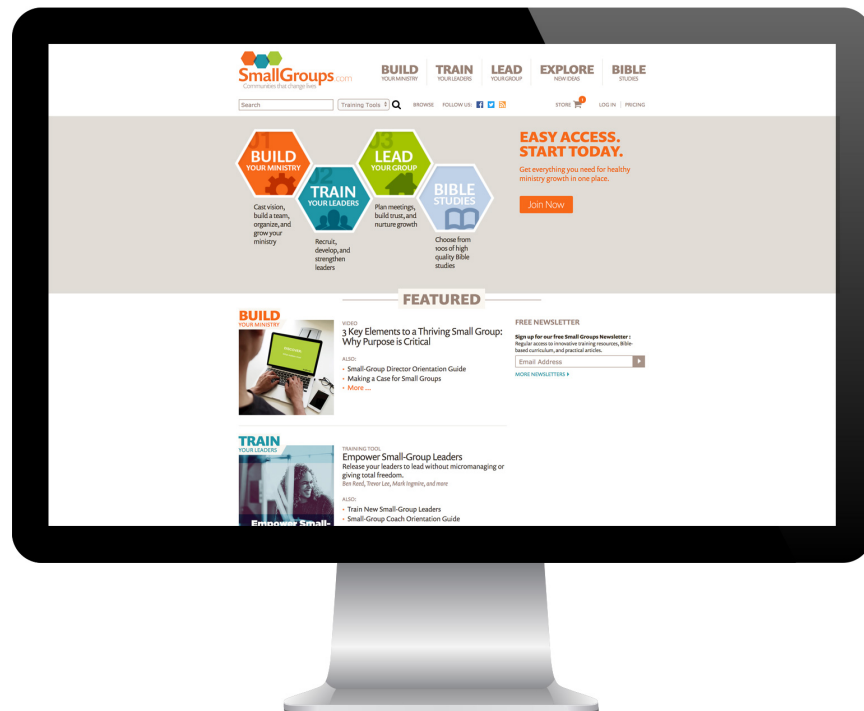 SmallGroups.com
Communities that change lives
BUILD
YOUR MINISTRY
TRAIN
YOUR LEADERS
LEAD
YOUR GROUP
EXPLORE
NEW IDEAS
BIBLE
STUDIES
Search
Training Tools
BROWSE
FOLLOW US:
STORE
1
LOG IN | PRICING
01
BUILD
YOUR MINISTRY
Cast vision,
build a team,
organize, and
grow your
ministry
02
TRAIN
YOUR LEADERS
Recruit,
develop, and
strengthen
leaders
03
LEAD
YOUR GROUP
Plan meetings,
build trust, and
nurture growth
BIBLE
STUDIES
Choose from
100s of high
quality Bible
studies
EASY ACCESS.
START TODAY.
Get everything you need for healthy
ministry growth in one place.
Join Now
FEATURED
BUILD
YOUR MINISTRY
VIDEO
3 Key Elements to a Thriving Small Group:
Why Purpose is Critical
ALSO:
• Small-Group Director Orientation Guide
• Making a Case for Small Groups
• More ...
FREE NEWSLETTER
Sign up for our free Small Groups Newsletter :
Regular access to innovative training resources, Bible-
based curriculum, and practical articles.
Email Address
MORE NEWSLETTERS
TRAIN
YOUR LEADERS
Empower Small-
TRAINING TOOL
Empower Small-Group Leaders
Release your leaders to lead without micromanaging or
giving total freedom.
Ben Reed, Trevor Lee, Mark Ingmire, and more
ALSO:
• Train New Small-Group Leaders
• Small-Group Coach Orientation Guide